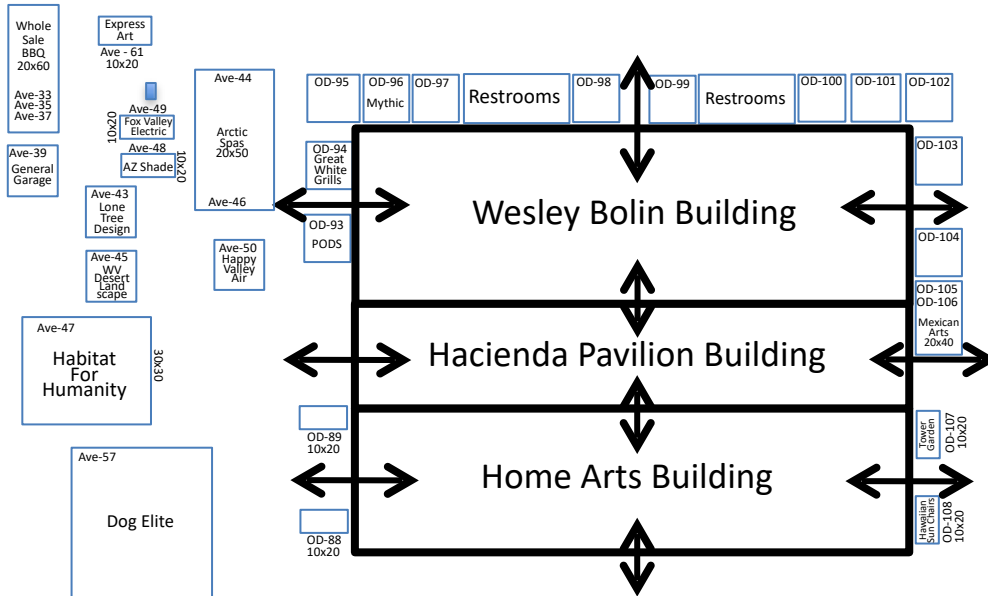 Whole
Sale
BBQ
20x60
Ave-33
Ave-35
Ave-37
Express
Art
Ave - 61
10x20
Ave-49
Fox Valley
Electric
10x20
Ave-48
AZ Shade
10x20
Ave-39
General
Garage
Ave-43
Lone
Tree
Design
Ave-45
WV
Desert
Land
scape
Ave-44
Arctic
Spas
20x50
Ave-46
Ave-50
Happy
Valley
Air
Ave-47
Habitat
For
Humanity
30x30
Ave-57
Dog Elite
OD-95
OD-96
Mythic
OD-97
Restrooms
OD-98
OD-99
Restrooms
OD-100
OD-101
OD-102
OD-94
Great
White
Grills
OD-93
PODS
Wesley Bolin Building
OD-103
OD-104
OD-105
OD-106
Mexican
Arts
20x40
Hacienda Pavilion Building
OD-89
10x20
Home Arts Building
OD-88
10x20
Tower
Garden
OD-107
10x20
Hawaiian
Sun Chairs
OD-108
10x20